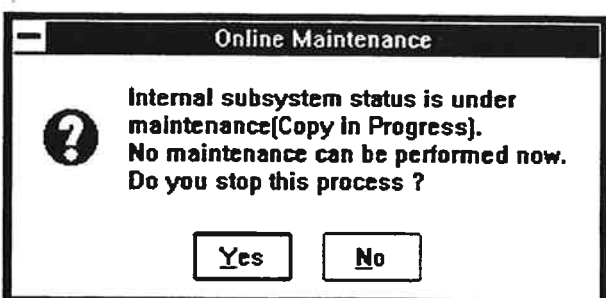 Online Maintenance
Internal subsystem status is under
maintenance(Copy in Progress).
No maintenance can be performed now.
Do you stop this process ?
Yes
No